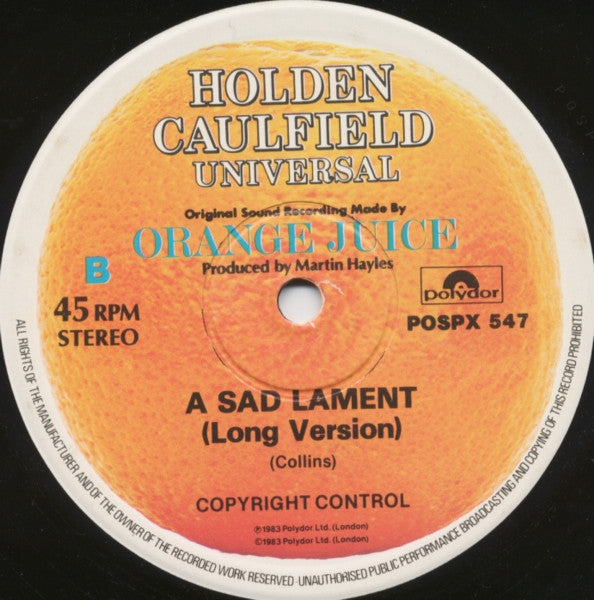 HOLDEN
CAULFIELD
UNIVERSAL
Original Sound Recording Made By
ORANGE JUICE
Produced by Martin Hayles
B
45 RPM
STEREO
polydor
POSPX 547
A SAD LAMENT
(Long Version)
(Collins)
COPYRIGHT CONTROL
℗1983 Polydor Ltd. (London)
©1983 Polydor Ltd. (London)
ALL RIGHTS OF THE MANUFACTURER AND OF THE OWNER OF THE RECORDED WORK RESERVED · UNAUTHORISED PUBLIC PERFORMANCE BROADCASTING AND COPYING OF THIS RECORD PROHIBITED